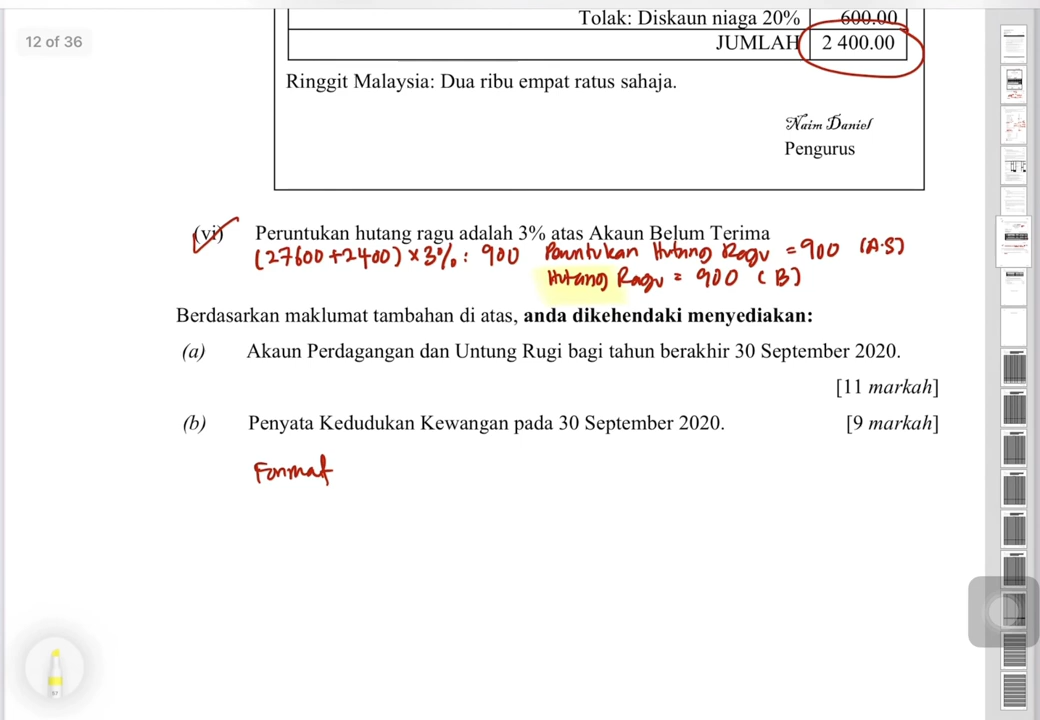 12 of 36
Tolak: Diskaun niaga 20% 600.00
JUMLAH 2 400.00
Ringgit Malaysia: Dua ribu empat ratus sahaja.
Naim Daniel
Pengurus
(vi) Peruntukan hutang ragu adalah 3% atas Akaun Belum Terima
(27600+2400) × 3% : 900 Peruntukan Hutang Ragu = 900 (A.S)
Hutang Ragu = 900 (B)
Berdasarkan maklumat tambahan di atas, anda dikehendaki menyediakan:
(a) Akaun Perdagangan dan Untung Rugi bagi tahun berakhir 30 September 2020.
[11 markah]
(b) Penyata Kedudukan Kewangan pada 30 September 2020. [9 markah]
Format